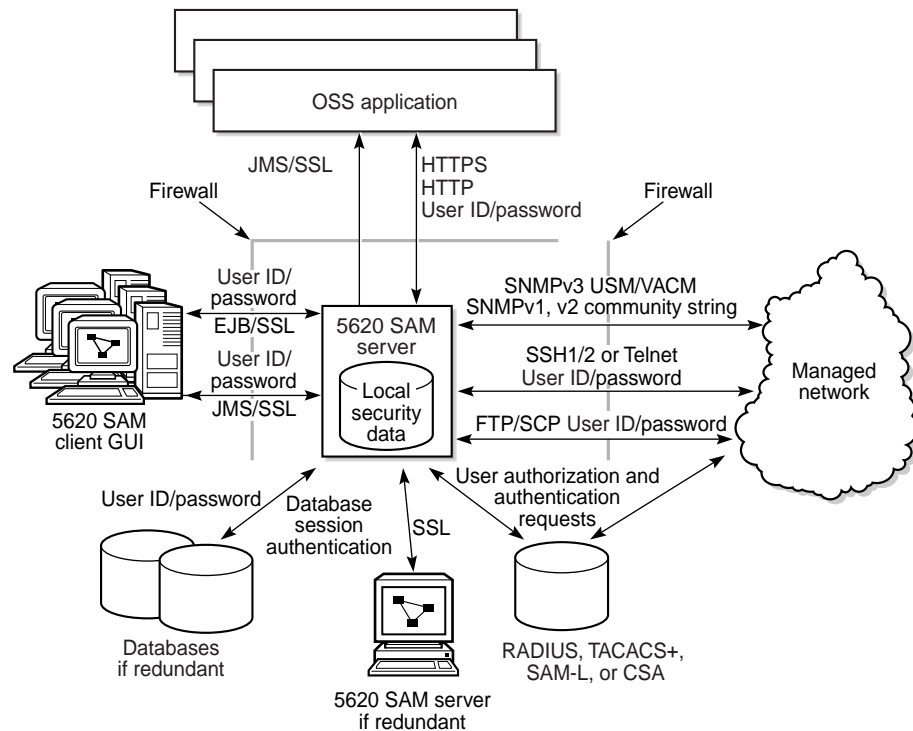 OSS application
JMS/SSL
HTTPS
HTTP
User ID/password
Firewall
Firewall
User ID/
password
EJB/SSL
User ID/
password
JMS/SSL
5620 SAM
client GUI
5620 SAM
server
Local
security
data
SNMPv3 USM/VACM
SNMPv1, v2 community string
SSH1/2 or Telnet
User ID/password
FTP/SCP User ID/password
Managed
network
User ID/password
Database
session
authentication
SSL
User authorization and
authentication
requests
Databases
if redundant
5620 SAM server
if redundant
RADIUS, TACACS+,
SAM-L, or CSA